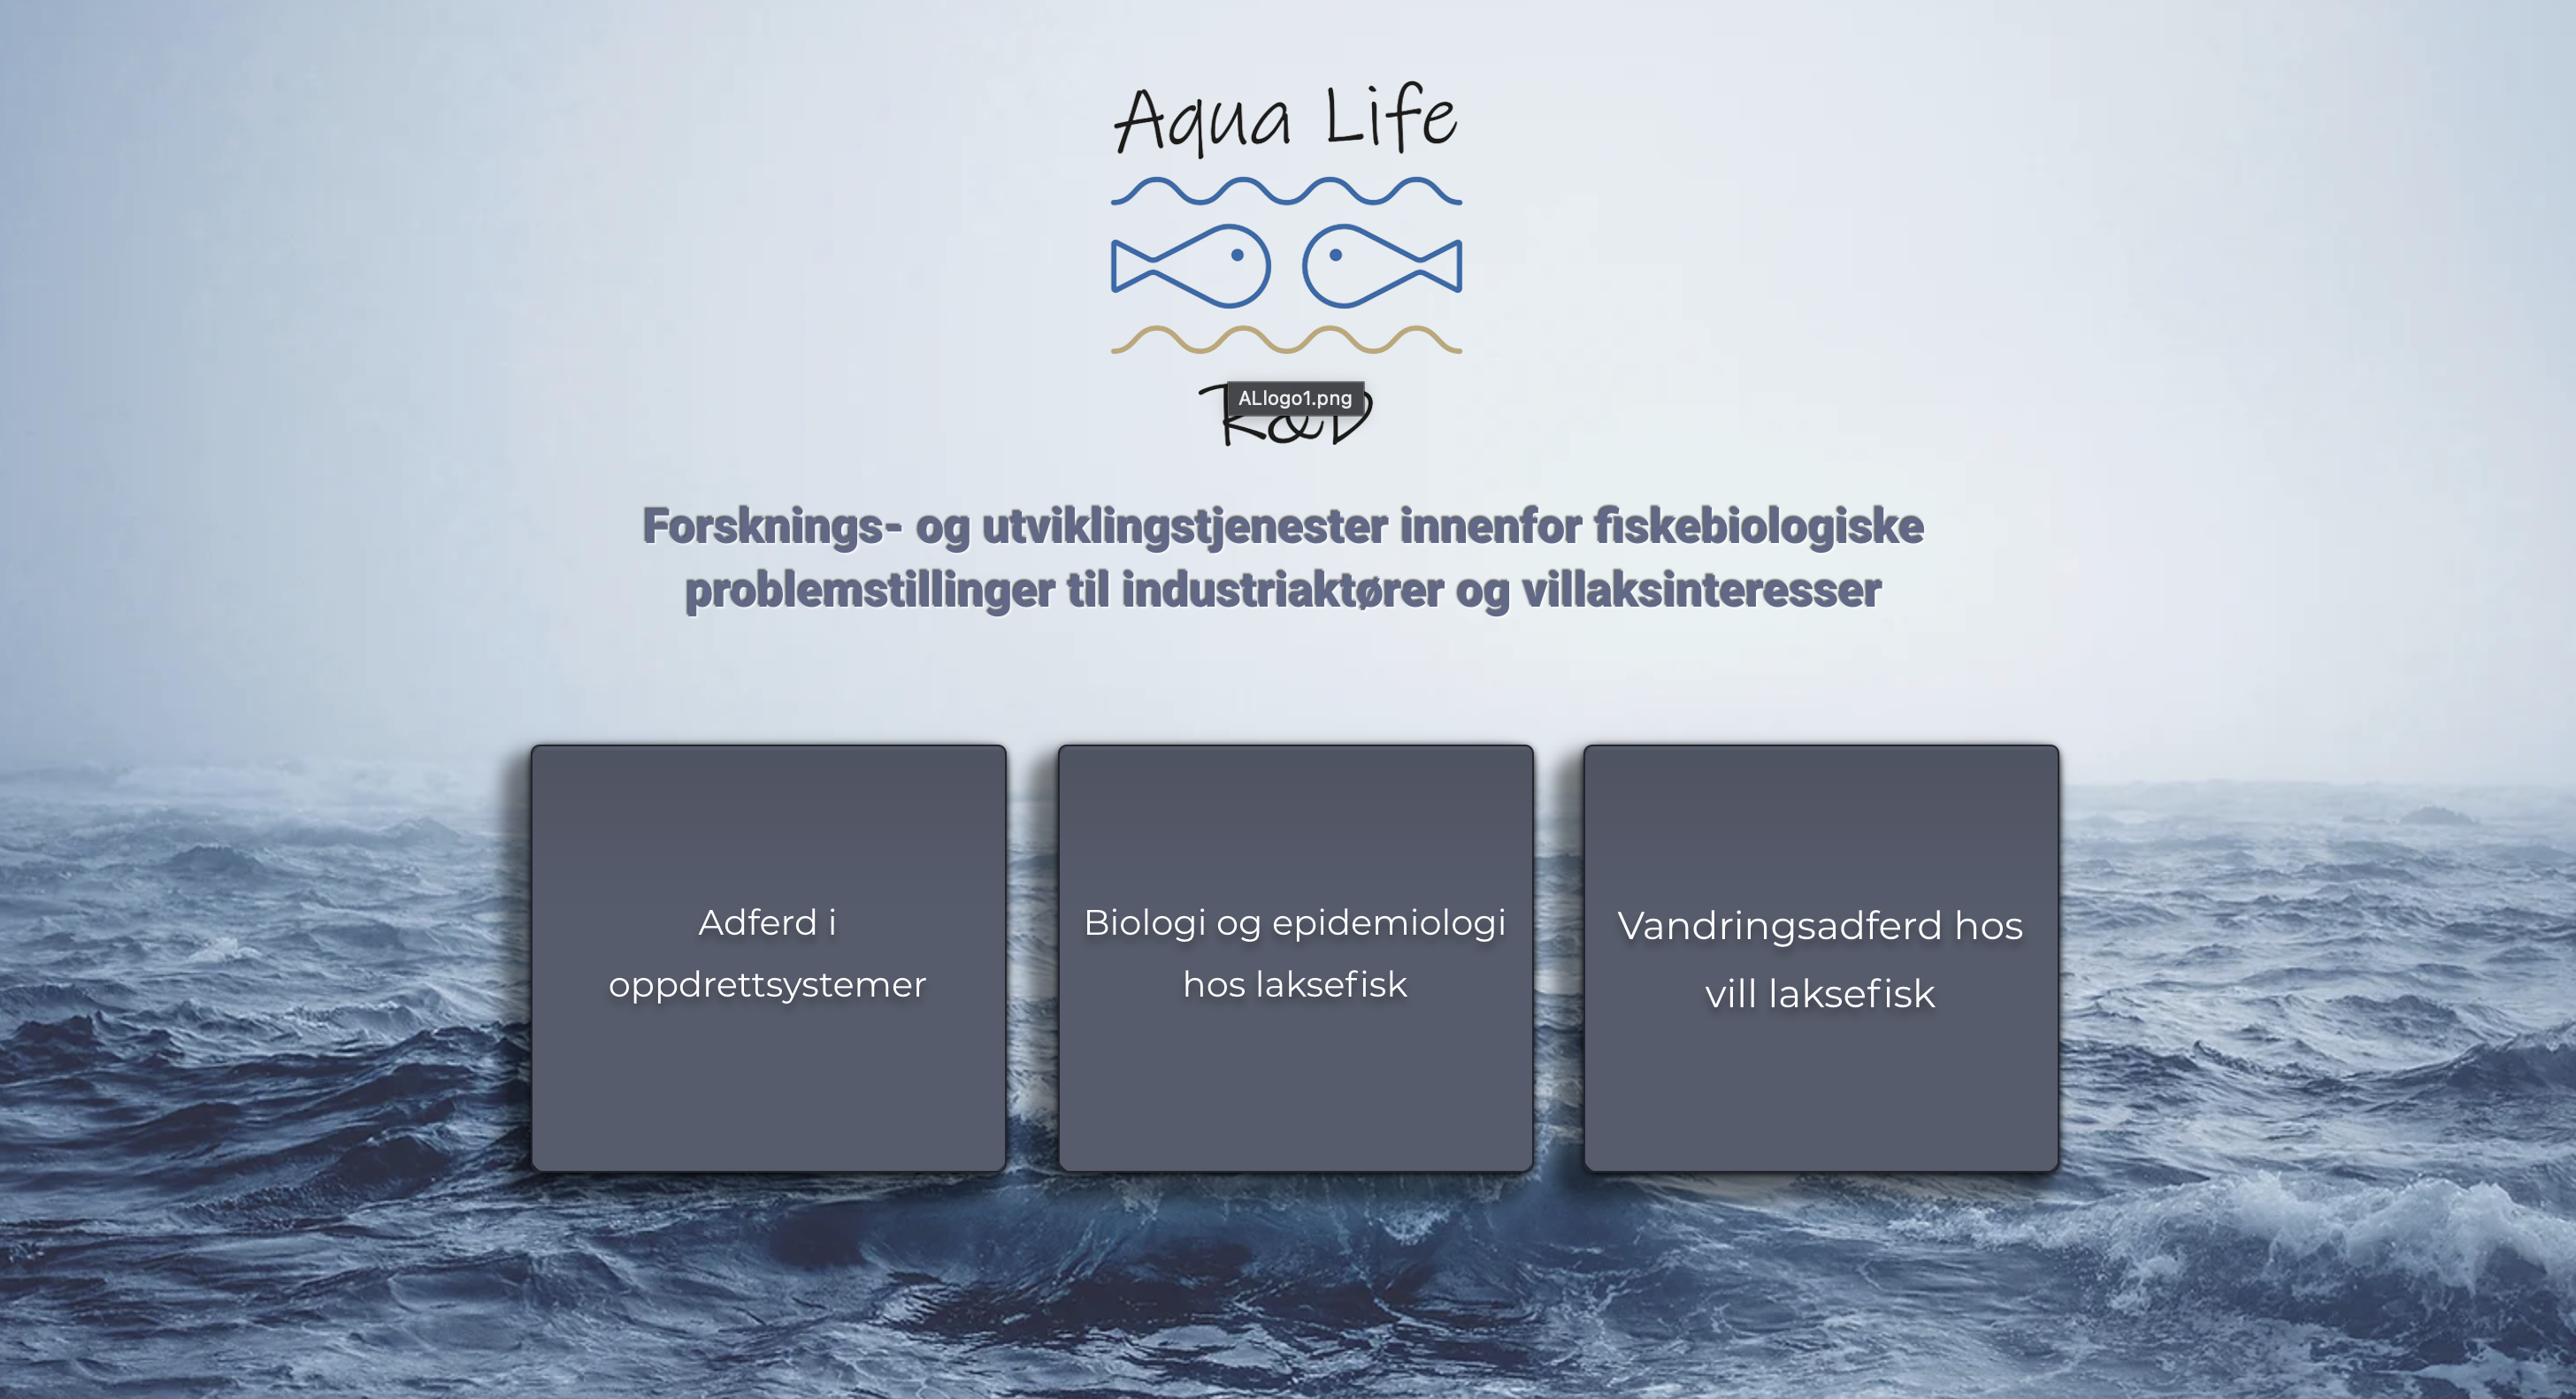 Aqua Life
R&D
ALlogo1.png
Forsknings- og utviklingstjenester innenfor fiskebiologiske
problemstillinger til industriaktører og villaksinteresser
Adferd i
oppdrettsystemer
Biologi og epidemiologi
hos laksefisk
Vandringsadferd hos
vill laksefisk